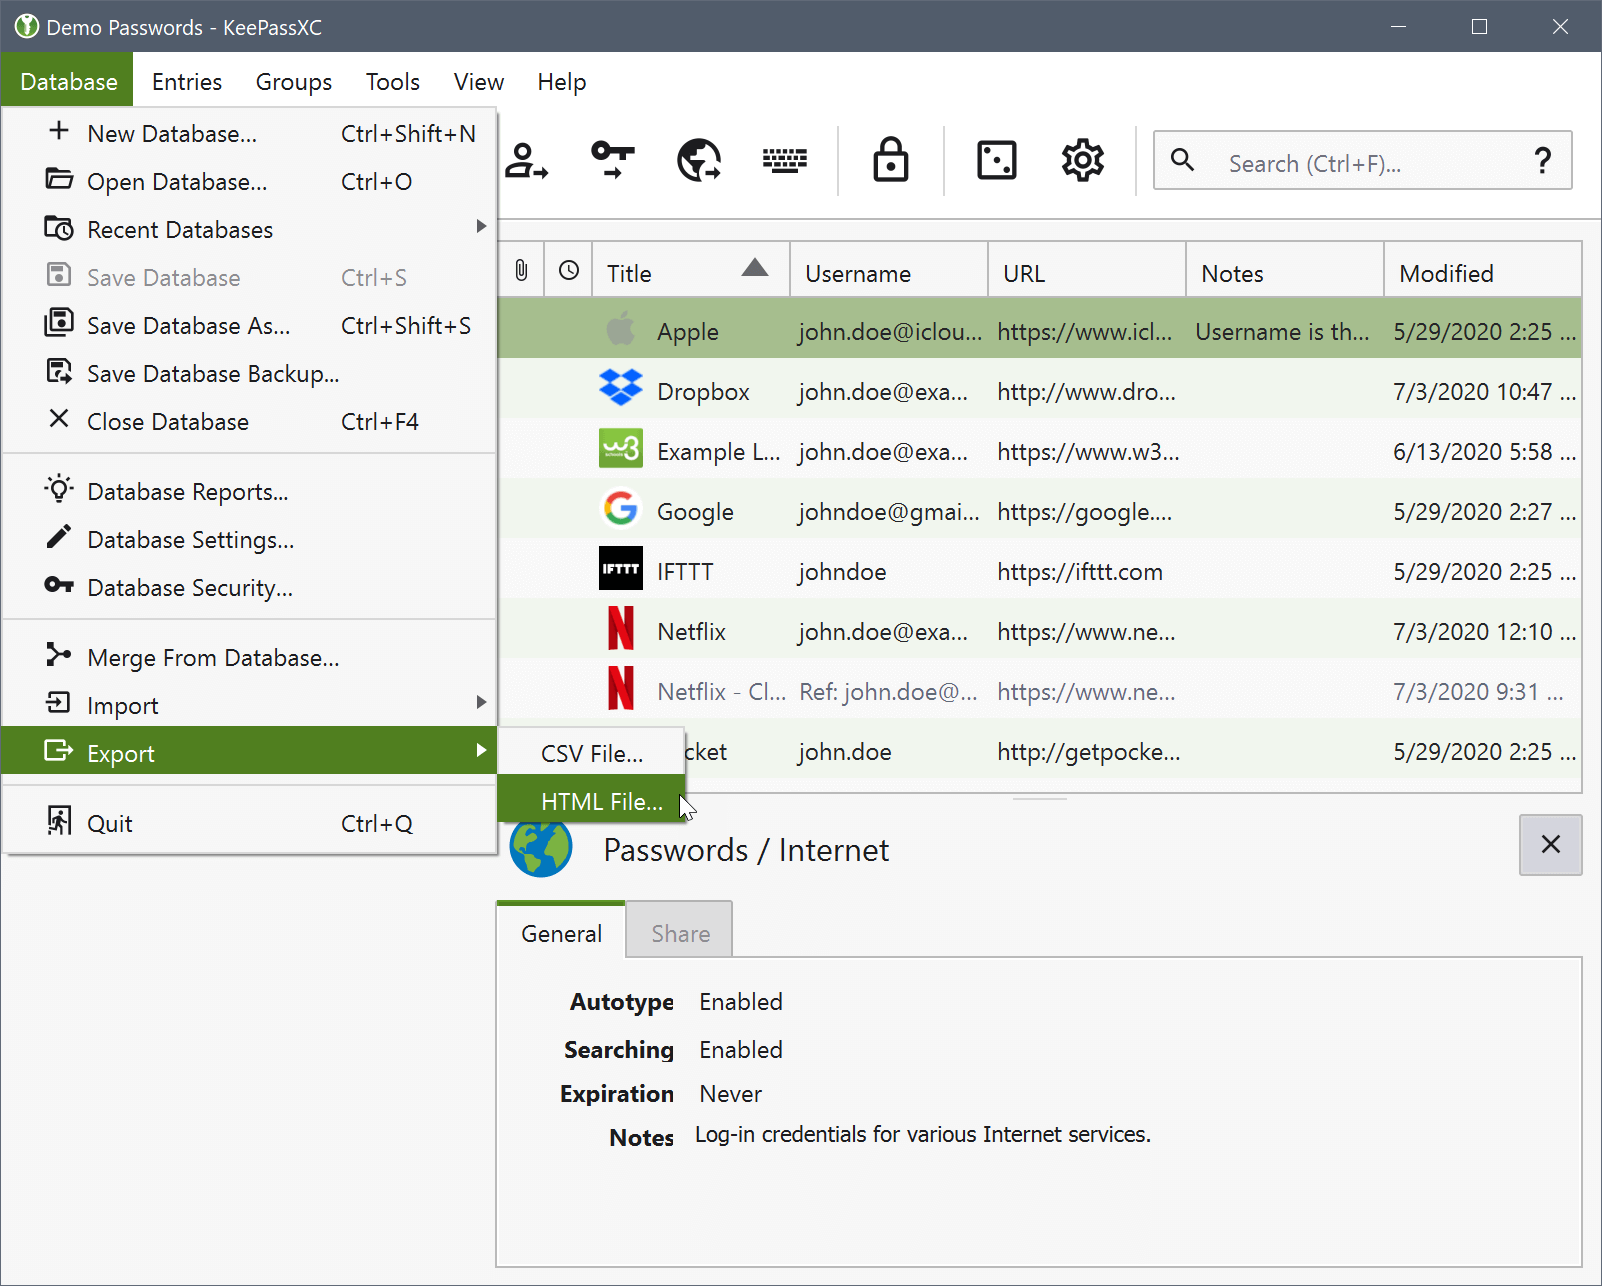 Demo Passwords - KeePassXC
Database Entries Groups Tools View Help
New Database... Ctrl+Shift+N
Open Database... Ctrl+O
Recent Databases
Save Database Ctrl+S
Save Database As... Ctrl+Shift+S
Save Database Backup...
Close Database Ctrl+F4
Database Reports...
Database Settings...
Database Security...
Merge From Database...
Import
Export
Quit Ctrl+Q
CSV File...
HTML File...
Search (Ctrl+F)... ?
Title Username URL Notes Modified
Apple john.doe@iclou... https://www.icl... Username is th... 5/29/2020 2:25 ...
Dropbox john.doe@exa... http://www.dro... 7/3/2020 10:47 ...
w3 Example L... john.doe@exa... https://www.w3... 6/13/2020 5:58 ...
G Google johndoe@gmai... https://google.... 5/29/2020 2:27 ...
IFTTT IFTTT johndoe https://ifttt.com 5/29/2020 2:25 ...
N Netflix john.doe@exa... https://www.ne... 7/3/2020 12:10 ...
N Netflix - Cl... Ref: john.doe@... https://www.ne... 7/3/2020 9:31 ...
cket john.doe http://getpocke... 5/29/2020 2:25 ...
Passwords / Internet
General Share
Autotype Enabled
Searching Enabled
Expiration Never
Notes Log-in credentials for various Internet services.